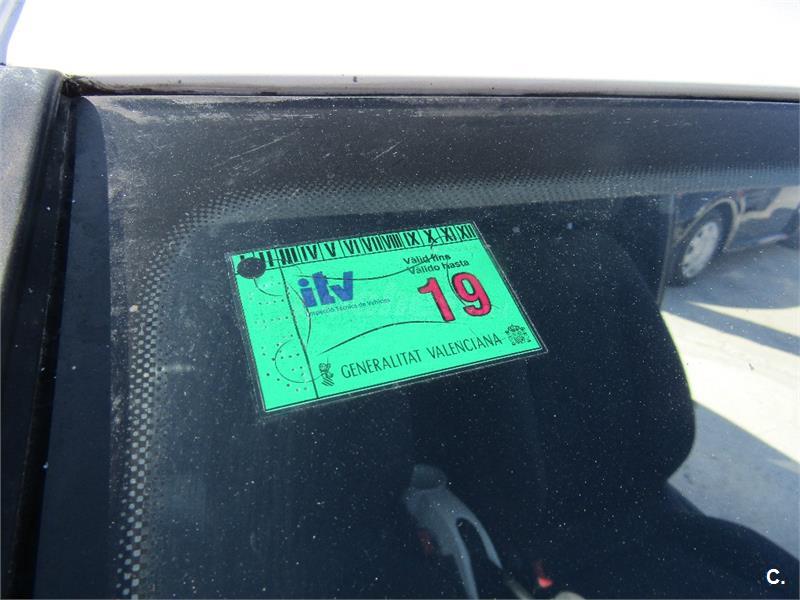 I II III IV V VI VII VIII IX X XI XII
itv
Inspecció Tècnica de Vehicles
Vàlid fins
Válido hasta
19
GENERALITAT VALENCIANA
C.